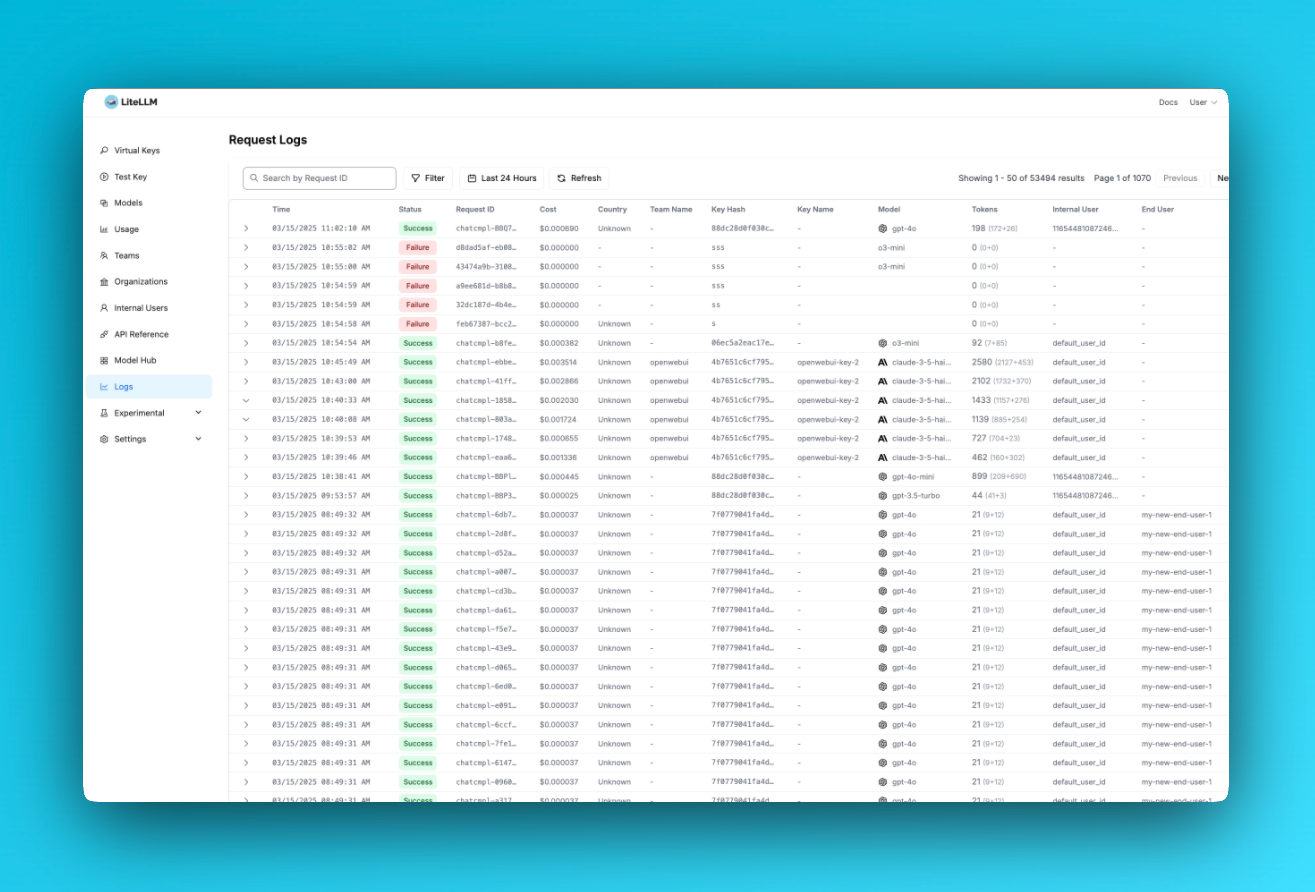 LiteLLM
Docs User
Virtual Keys
Test Key
Models
Usage
Teams
Organizations
Internal Users
API Reference
Model Hub
Logs
Experimental
Settings
Request Logs
Search by Request ID Filter Last 24 Hours Refresh Showing 1 - 50 of 53494 results Page 1 of 1070 Previous Ne
Time Status Request ID Cost Country Team Name Key Hash Key Name Model Tokens Internal User End User
03/15/2025 11:02:10 AM Success chatcmpl-BBQ7… $0.000690 Unknown - 88dc28d0f030c… - gpt-4o 198 (172+26) 11654481087246... -
03/15/2025 10:55:02 AM Failure d8dad5af-eb08… $0.000000 - - sss - o3-mini 0 (0+0) - -
03/15/2025 10:55:00 AM Failure 43474a9b-3108… $0.000000 - - sss - o3-mini 0 (0+0) - -
03/15/2025 10:54:59 AM Failure a9ee681d-b8b8… $0.000000 - - sss - 0 (0+0) - -
03/15/2025 10:54:59 AM Failure 32dc187d-4b4e… $0.000000 - - ss - 0 (0+0) - -
03/15/2025 10:54:58 AM Failure feb67387-bcc2… $0.000000 Unknown - s - 0 (0+0) - -
03/15/2025 10:54:54 AM Success chatcmpl-b8fe… $0.000382 Unknown - 06ec5a2eac17e… - o3-mini 92 (7+85) default_user_id -
03/15/2025 10:45:49 AM Success chatcmpl-ebbe… $0.003514 Unknown openwebui 4b7651c6cf795… openwebui-key-2 claude-3-5-hai... 2580 (2127+453) default_user_id -
03/15/2025 10:43:00 AM Success chatcmpl-41ff… $0.002866 Unknown openwebui 4b7651c6cf795… openwebui-key-2 claude-3-5-hai... 2102 (1732+370) default_user_id -
03/15/2025 10:40:33 AM Success chatcmpl-1858… $0.002030 Unknown openwebui 4b7651c6cf795… openwebui-key-2 claude-3-5-hai... 1433 (1157+276) default_user_id -
03/15/2025 10:40:08 AM Success chatcmpl-803a… $0.001724 Unknown openwebui 4b7651c6cf795… openwebui-key-2 claude-3-5-hai... 1139 (885+254) default_user_id -
03/15/2025 10:39:53 AM Success chatcmpl-1748… $0.000655 Unknown openwebui 4b7651c6cf795… openwebui-key-2 claude-3-5-hai... 727 (704+23) default_user_id -
03/15/2025 10:39:46 AM Success chatcmpl-eaa6… $0.001336 Unknown openwebui 4b7651c6cf795… openwebui-key-2 claude-3-5-hai... 462 (160+302) default_user_id -
03/15/2025 10:38:41 AM Success chatcmpl-BBPl… $0.000445 Unknown - 88dc28d0f030c… - gpt-4o-mini 899 (209+690) 11654481087246... -
03/15/2025 09:53:57 AM Success chatcmpl-BBP3… $0.000025 Unknown - 88dc28d0f030c… - gpt-3.5-turbo 44 (41+3) 11654481087246... -
03/15/2025 08:49:32 AM Success chatcmpl-6db7… $0.000037 Unknown - 7f0779041fa4d… - gpt-4o 21 (9+12) default_user_id my-new-end-user-1
03/15/2025 08:49:32 AM Success chatcmpl-2d8f… $0.000037 Unknown - 7f0779041fa4d… - gpt-4o 21 (9+12) default_user_id my-new-end-user-1
03/15/2025 08:49:32 AM Success chatcmpl-d52a… $0.000037 Unknown - 7f0779041fa4d… - gpt-4o 21 (9+12) default_user_id my-new-end-user-1
03/15/2025 08:49:31 AM Success chatcmpl-a007… $0.000037 Unknown - 7f0779041fa4d… - gpt-4o 21 (9+12) default_user_id my-new-end-user-1
03/15/2025 08:49:31 AM Success chatcmpl-cd3b… $0.000037 Unknown - 7f0779041fa4d… - gpt-4o 21 (9+12) default_user_id my-new-end-user-1
03/15/2025 08:49:31 AM Success chatcmpl-da61… $0.000037 Unknown - 7f0779041fa4d… - gpt-4o 21 (9+12) default_user_id my-new-end-user-1
03/15/2025 08:49:31 AM Success chatcmpl-f5e7… $0.000037 Unknown - 7f0779041fa4d… - gpt-4o 21 (9+12) default_user_id my-new-end-user-1
03/15/2025 08:49:31 AM Success chatcmpl-43e9… $0.000037 Unknown - 7f0779041fa4d… - gpt-4o 21 (9+12) default_user_id my-new-end-user-1
03/15/2025 08:49:31 AM Success chatcmpl-d065… $0.000037 Unknown - 7f0779041fa4d… - gpt-4o 21 (9+12) default_user_id my-new-end-user-1
03/15/2025 08:49:31 AM Success chatcmpl-6ed0… $0.000037 Unknown - 7f0779041fa4d… - gpt-4o 21 (9+12) default_user_id my-new-end-user-1
03/15/2025 08:49:31 AM Success chatcmpl-e091… $0.000037 Unknown - 7f0779041fa4d… - gpt-4o 21 (9+12) default_user_id my-new-end-user-1
03/15/2025 08:49:31 AM Success chatcmpl-6ccf… $0.000037 Unknown - 7f0779041fa4d… - gpt-4o 21 (9+12) default_user_id my-new-end-user-1
03/15/2025 08:49:31 AM Success chatcmpl-7fe1… $0.000037 Unknown - 7f0779041fa4d… - gpt-4o 21 (9+12) default_user_id my-new-end-user-1
03/15/2025 08:49:31 AM Success chatcmpl-6147… $0.000037 Unknown - 7f0779041fa4d… - gpt-4o 21 (9+12) default_user_id my-new-end-user-1
03/15/2025 08:49:31 AM Success chatcmpl-0960… $0.000037 Unknown - 7f0779041fa4d… - gpt-4o 21 (9+12) default_user_id my-new-end-user-1
03/15/2025 08:49:31 AM Success chatcmpl-a317 $0.000037 Unknown - 7f0779041fa4d - gpt-4o 21 (9+12) default_user_id my-new-end-user-1